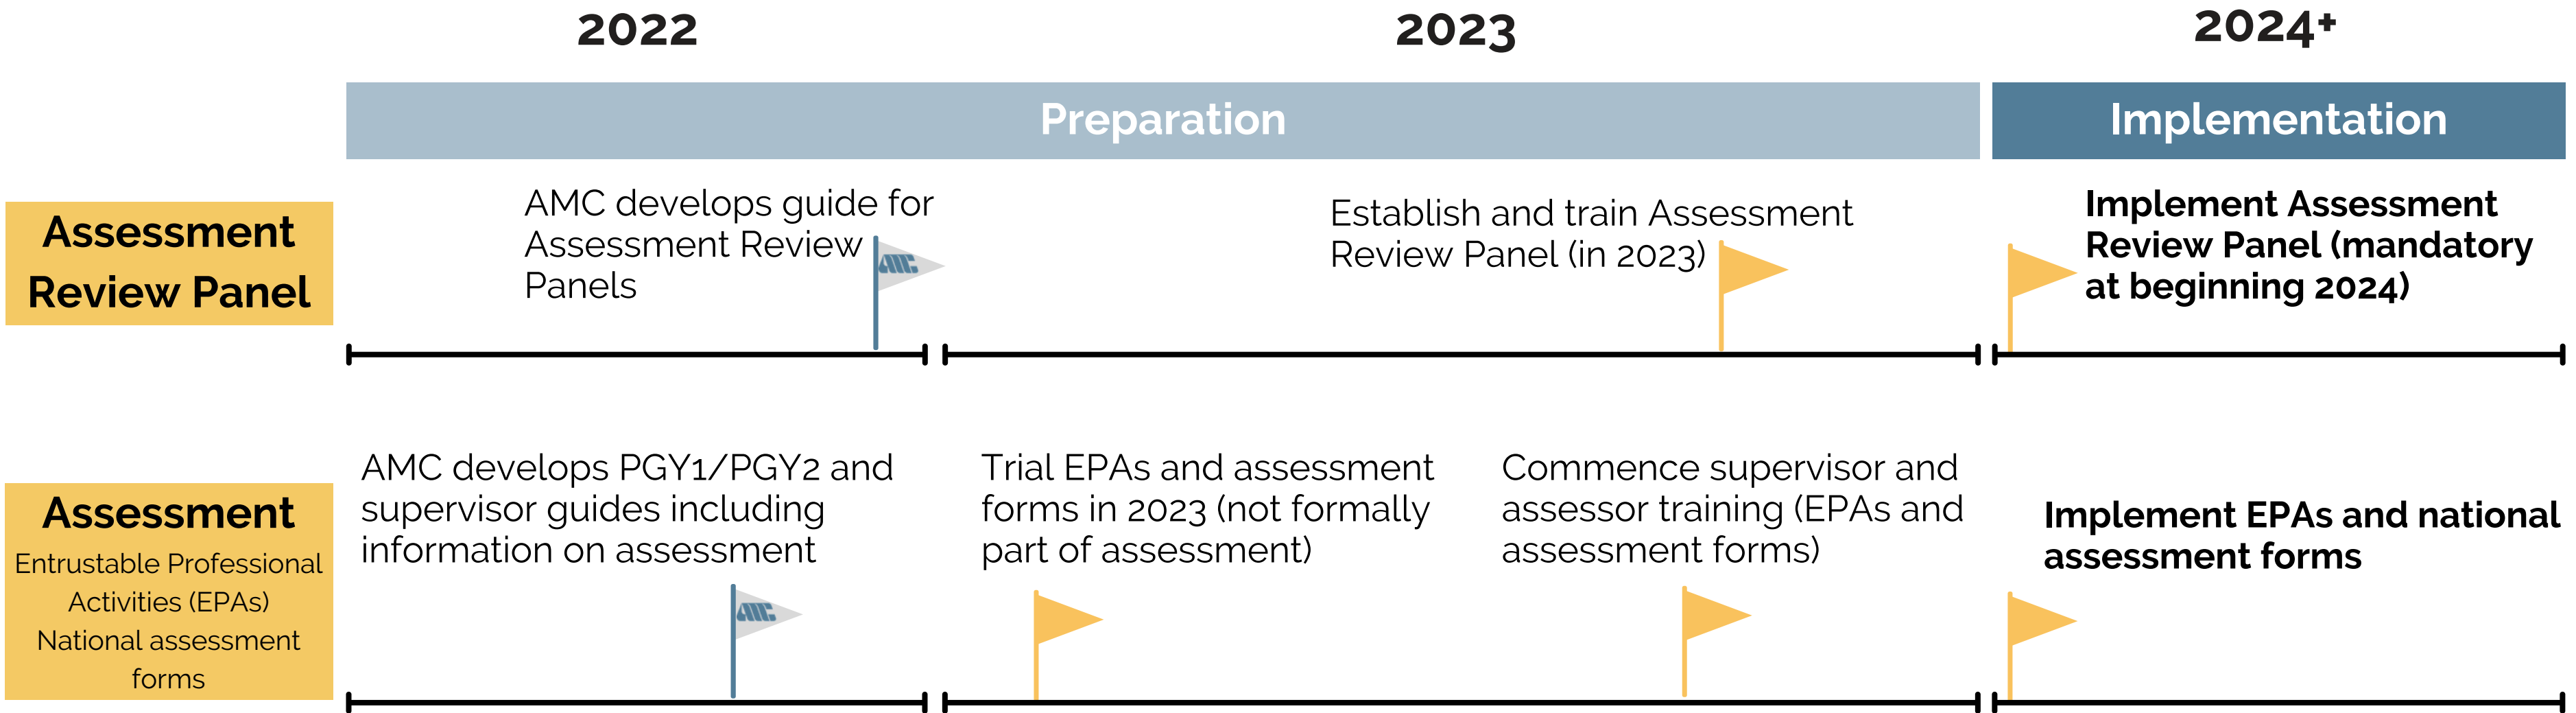 2022
2023
2024+
Preparation
Implementation
Assessment
Review Panel
AMC develops guide for
Assessment Review
Panels
AMC
Establish and train Assessment
Review Panel (in 2023)
Implement Assessment
Review Panel (mandatory
at beginning 2024)
Assessment
Entrustable Professional
Activities (EPAs)
National assessment
forms
AMC develops PGY1/PGY2 and
supervisor guides including
information on assessment
AMC
Trial EPAs and assessment
forms in 2023 (not formally
part of assessment)
Commence supervisor and
assessor training (EPAs and
assessment forms)
Implement EPAs and national
assessment forms